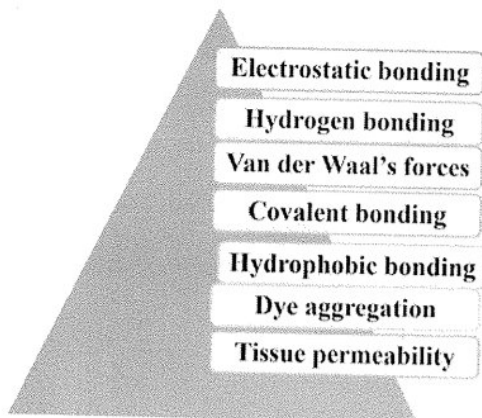 Electrostatic bonding
Hydrogen bonding
Van der Waal's forces
Covalent bonding
Hydrophobic bonding
Dye aggregation
Tissue permeability